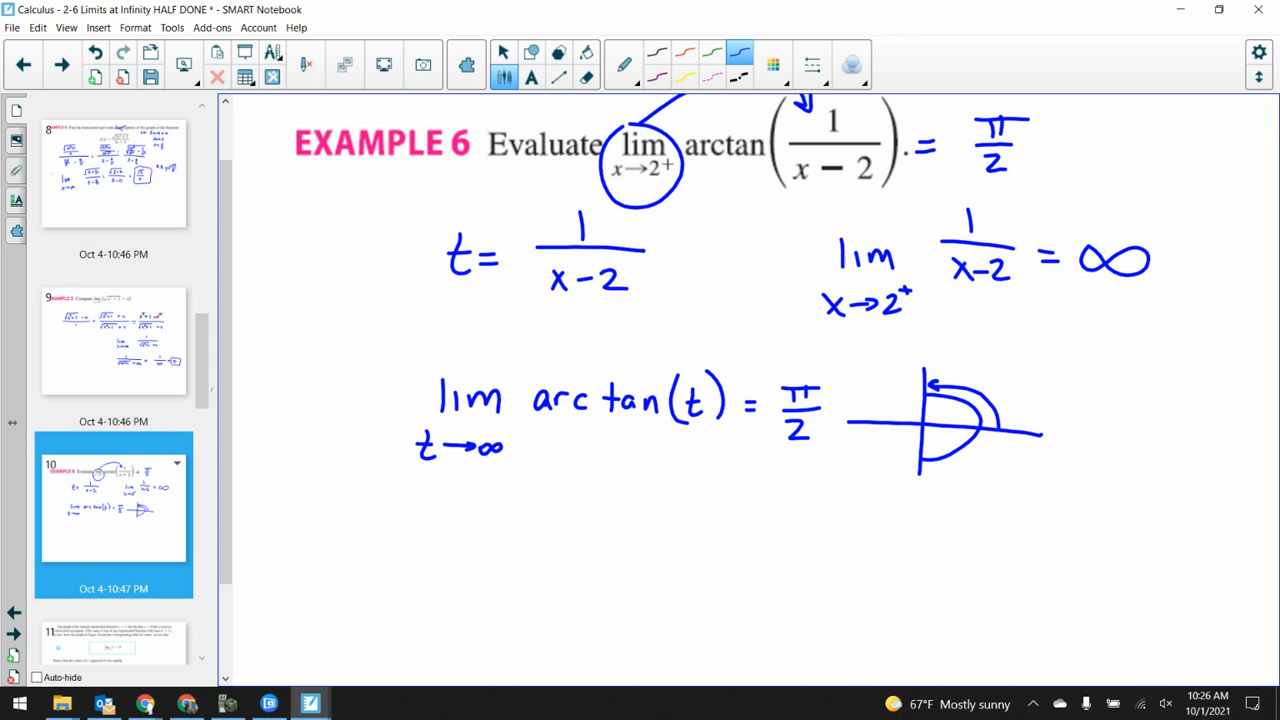 Calculus - 2-6 Limits at Infinity HALF DONE * - SMART Notebook
File Edit View Insert Format Tools Add-ons Account Help
EXAMPLE 6 Evaluate lim x→2⁺ arctan(1/(x − 2)). = π/2
t = 1/(x-2)
lim x→2⁺ 1/(x-2) = ∞
lim t→∞ arctan(t) = π/2
8
Oct 4-10:46 PM
9
Oct 4-10:46 PM
10
Oct 4-10:47 PM
11
Auto-hide
67°F Mostly sunny
10:26 AM
10/1/2021